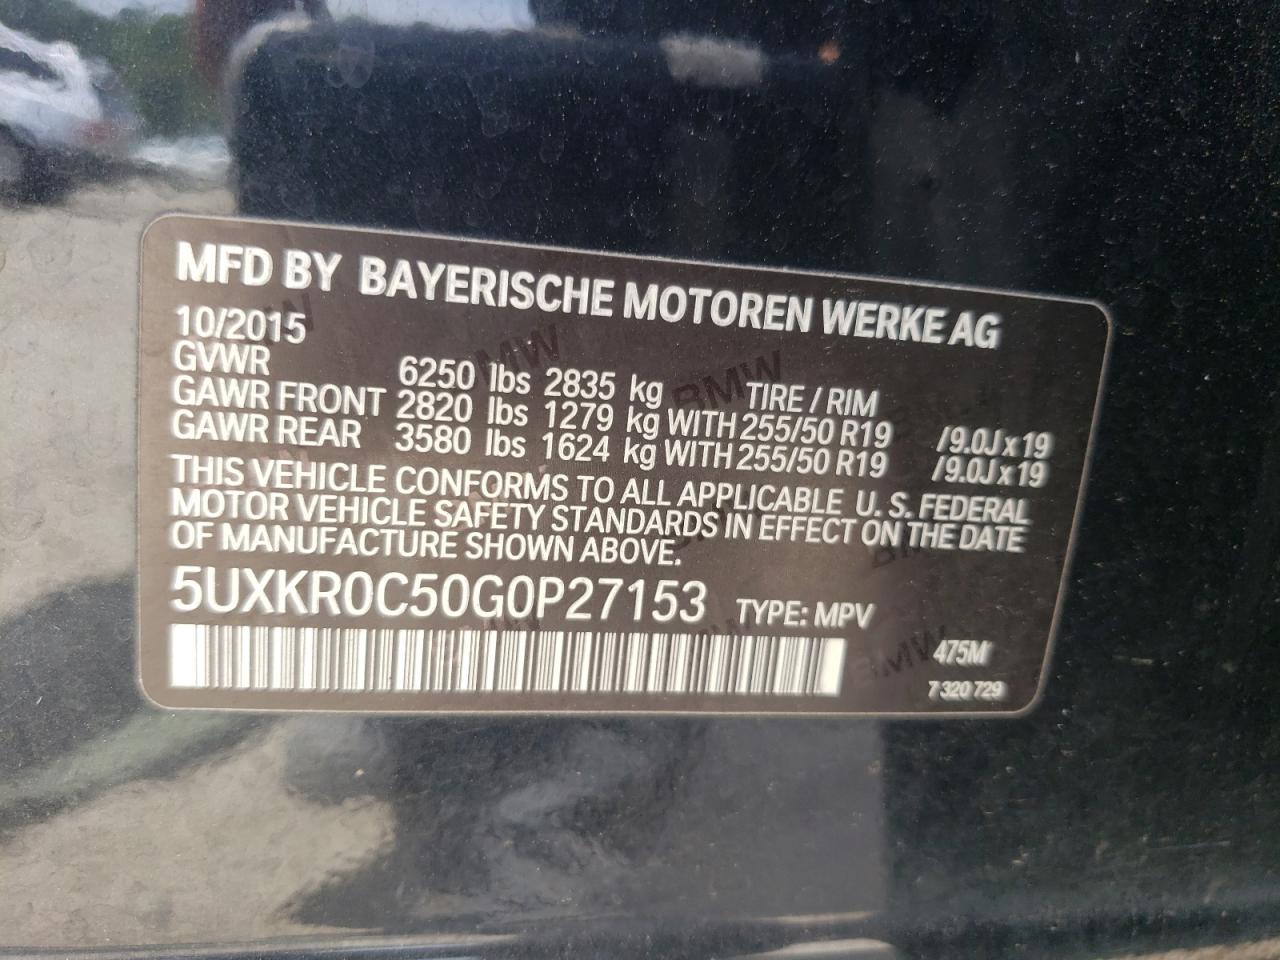 MFD BY BAYERISCHE MOTOREN WERKE AG
10/2015
GVWR 6250 lbs 2835 kg TIRE / RIM
GAWR FRONT 2820 lbs 1279 kg WITH 255/50 R19 /9.0J x 19
GAWR REAR 3580 lbs 1624 kg WITH 255/50 R19 /9.0J x 19
THIS VEHICLE CONFORMS TO ALL APPLICABLE U. S. FEDERAL
MOTOR VEHICLE SAFETY STANDARDS IN EFFECT ON THE DATE
OF MANUFACTURE SHOWN ABOVE.
5UXKR0C50G0P27153 TYPE: MPV
475M
7 320 729